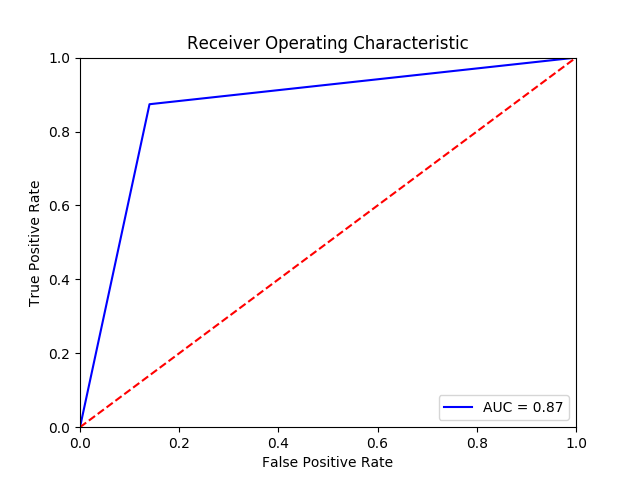 Receiver Operating Characteristic
True Positive Rate
1.0
0.8
0.6
0.4
0.2
0.0
AUC = 0.87
0.0 0.2 0.4 0.6 0.8 1.0
False Positive Rate